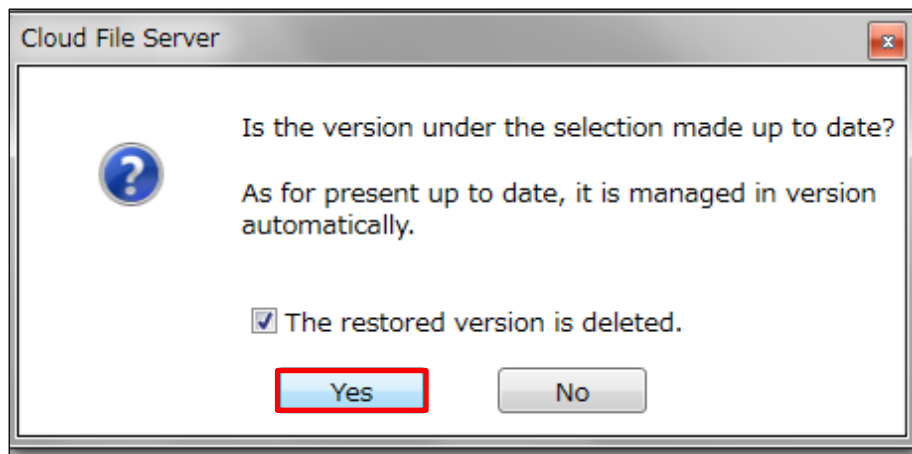 Cloud File Server
Is the version under the selection made up to date?
As for present up to date, it is managed in version
automatically.
The restored version is deleted.
Yes
No